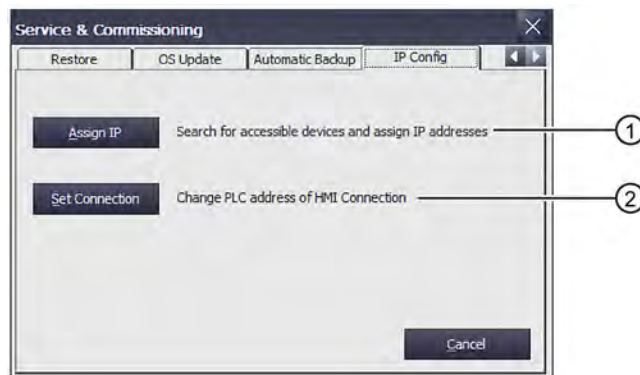 Service & Commissioning
Restore OS Update Automatic Backup IP Config
Assign IP Search for accessible devices and assign IP addresses 1
Set Connection Change PLC address of HMI Connection 2
Cancel